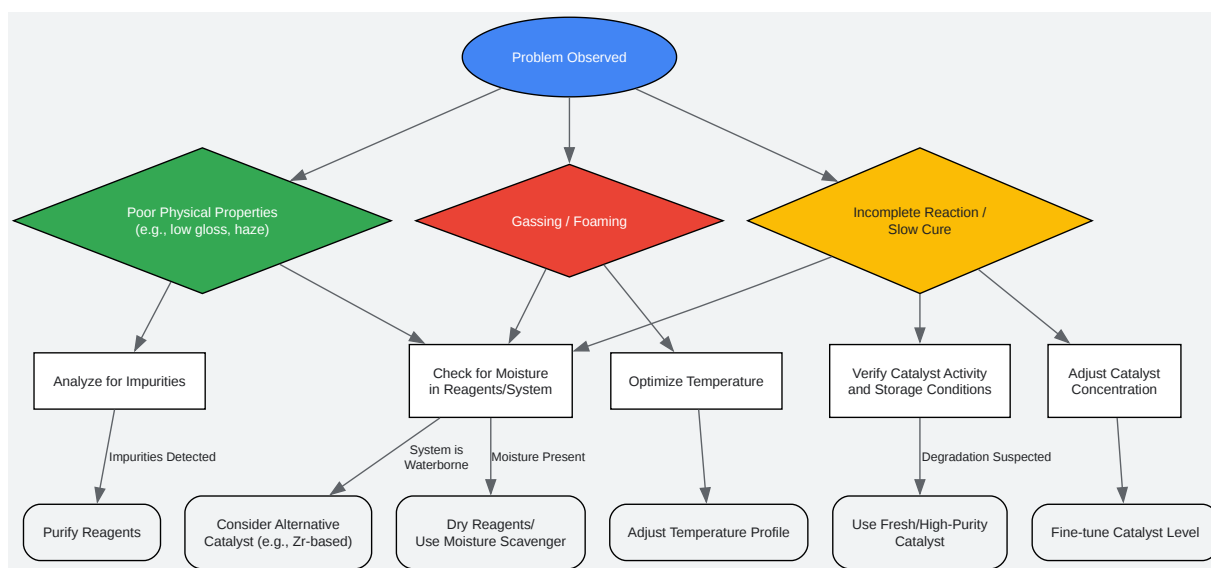 Problem Observed
Poor Physical Properties
(e.g., low gloss, haze)
Gassing / Foaming
Incomplete Reaction /
Slow Cure
Analyze for Impurities
Check for Moisture
in Reagents/System
Optimize Temperature
Verify Catalyst Activity
and Storage Conditions
Adjust Catalyst
Concentration
Impurities Detected
System is
Waterborne
Moisture Present
Degradation Suspected
Purify Reagents
Consider Alternative
Catalyst (e.g., Zr-based)
Dry Reagents/
Use Moisture Scavenger
Adjust Temperature Profile
Use Fresh/High-Purity
Catalyst
Fine-tune Catalyst Level